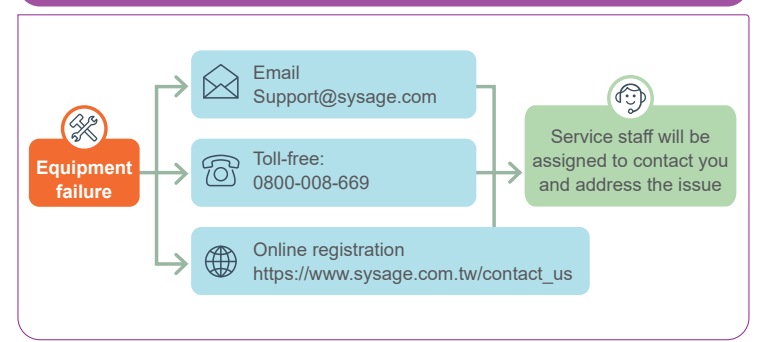 Equipment
failure
Email
Support@sysage.com
Toll-free:
0800-008-669
Online registration
https://www.sysage.com.tw/contact_us
Service staff will be
assigned to contact you
and address the issue